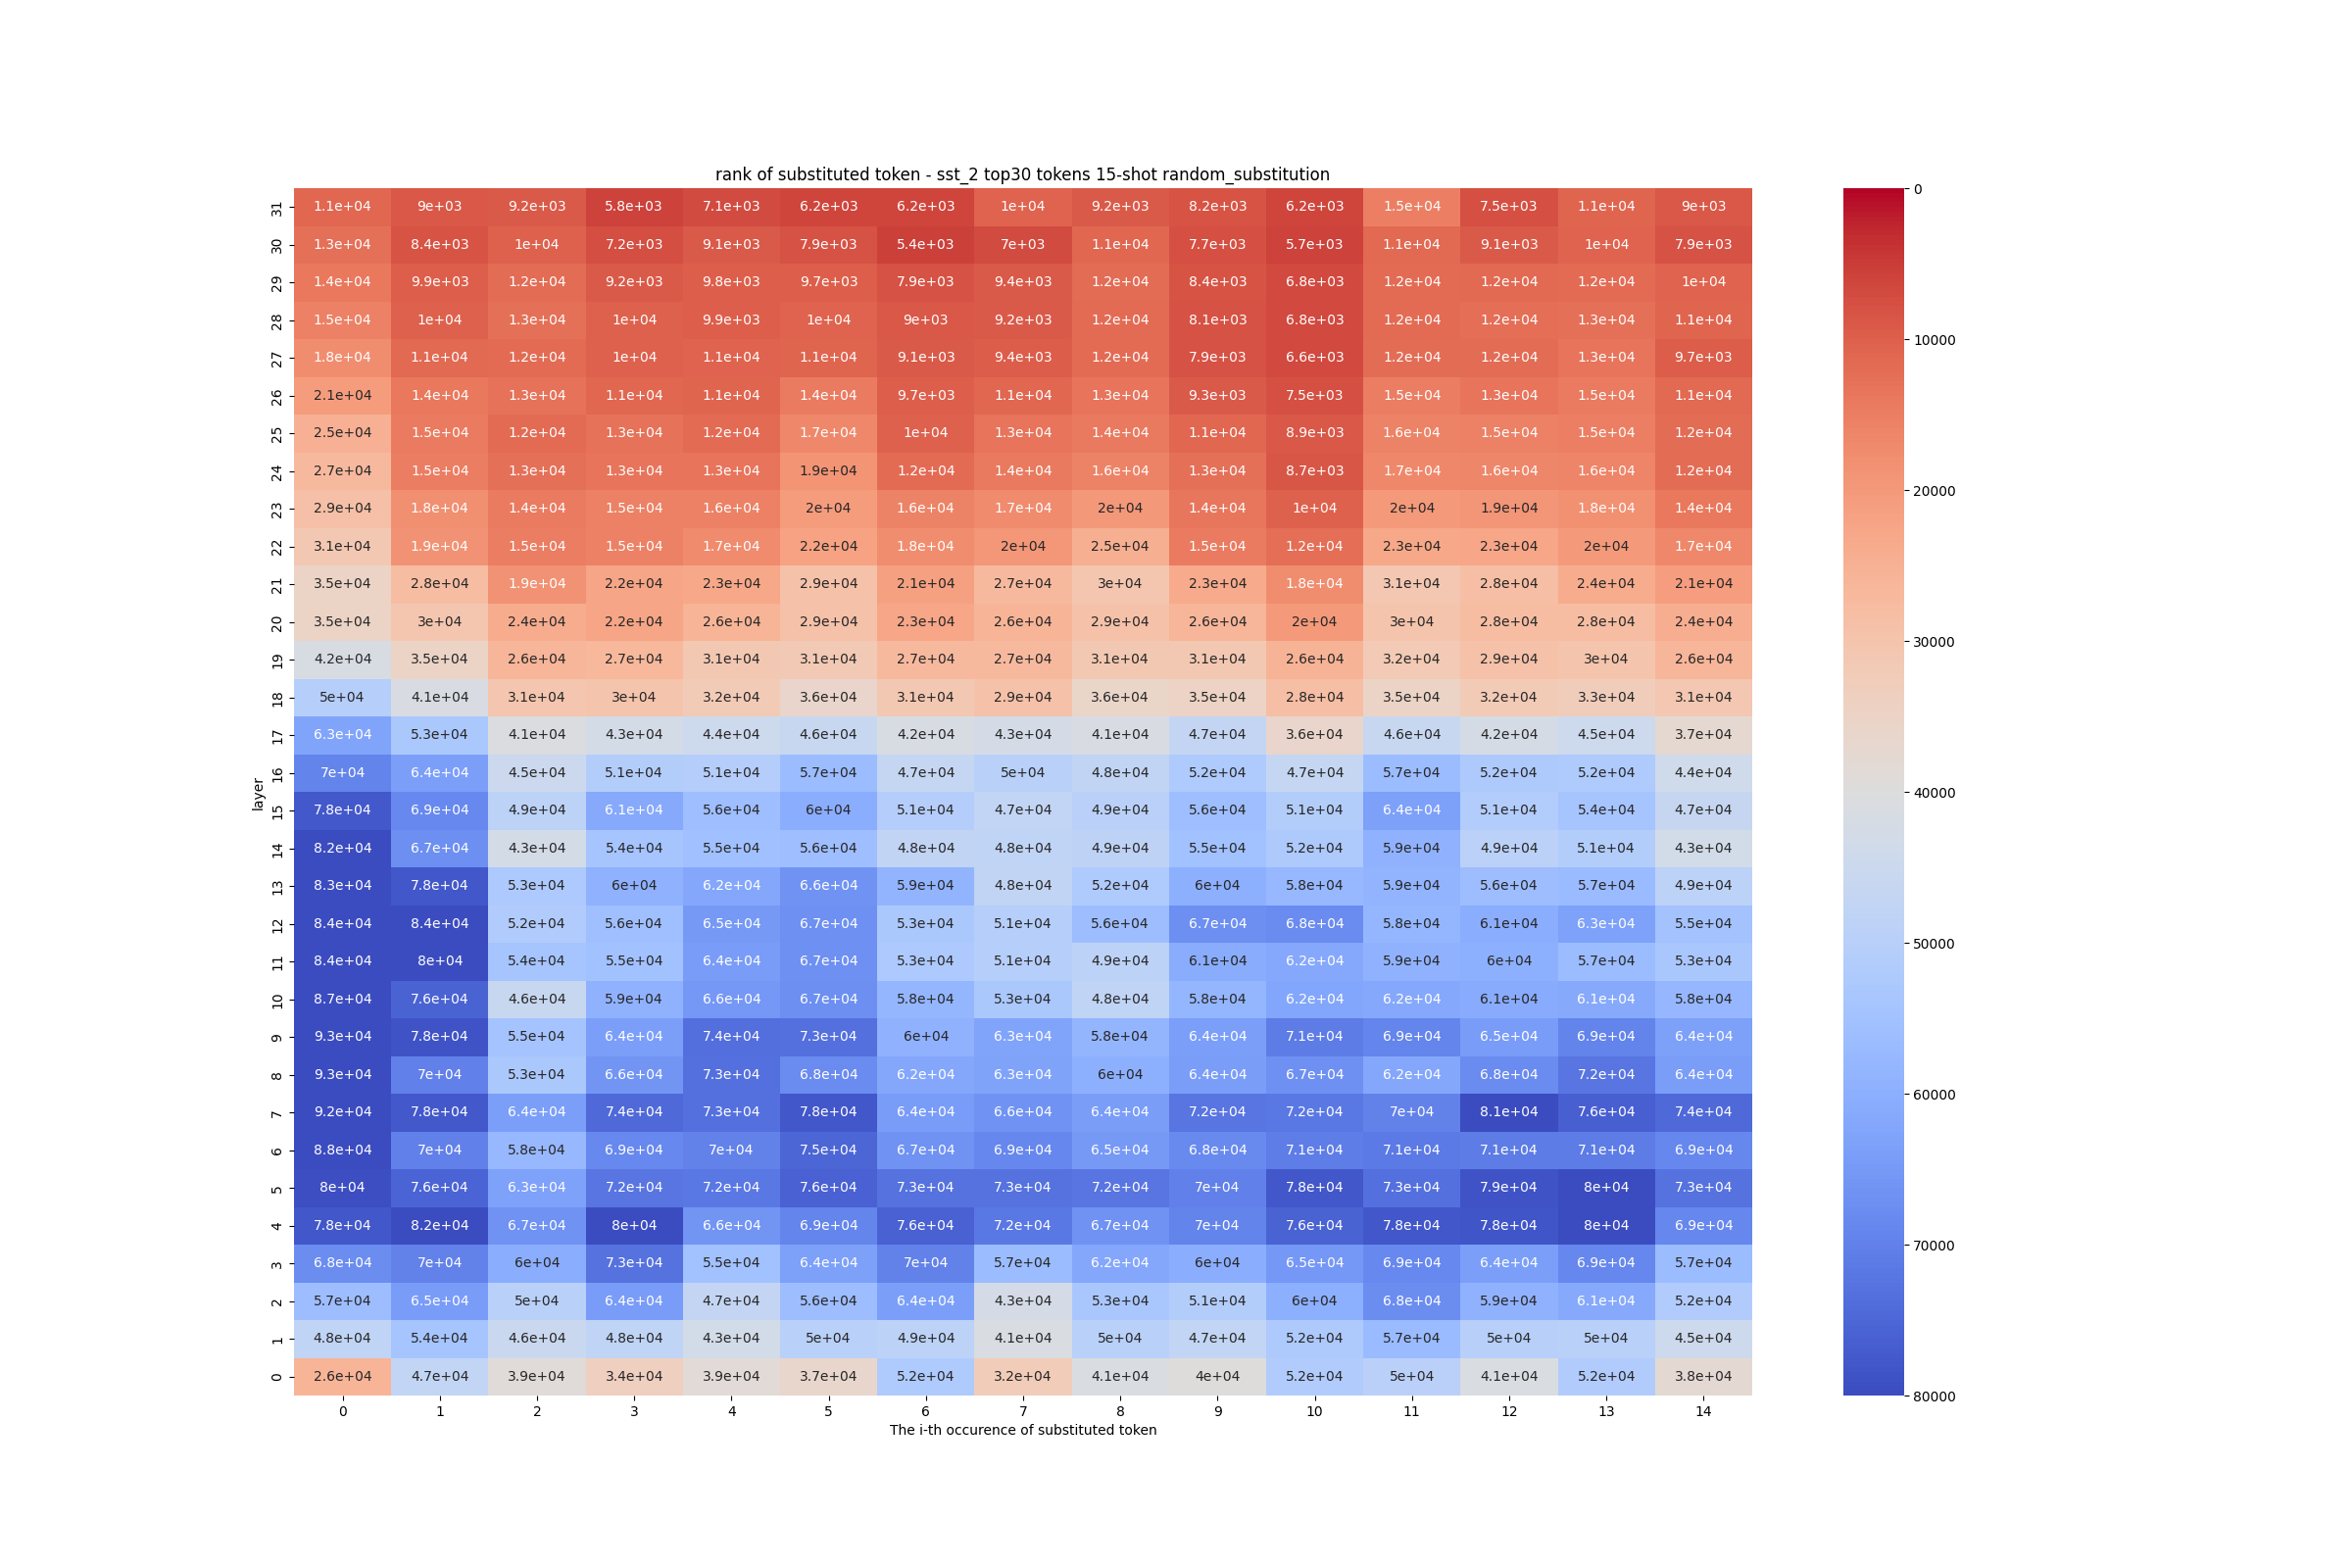 rank of substituted token - sst_2 top30 tokens 15-shot random_substitution
31 1.1e+04 9e+03 9.2e+03 5.8e+03 7.1e+03 6.2e+03 6.2e+03 1e+04 9.2e+03 8.2e+03 6.2e+03 1.5e+04 7.5e+03 1.1e+04 9e+03 0
30 1.3e+04 8.4e+03 1e+04 7.2e+03 9.1e+03 7.9e+03 5.4e+03 7e+03 1.1e+04 7.7e+03 5.7e+03 1.1e+04 9.1e+03 1e+04 7.9e+03
29 1.4e+04 9.9e+03 1.2e+04 9.2e+03 9.8e+03 9.7e+03 7.9e+03 9.4e+03 1.2e+04 8.4e+03 6.8e+03 1.2e+04 1.2e+04 1.2e+04 1e+04
28 1.5e+04 1e+04 1.3e+04 1e+04 9.9e+03 1e+04 9e+03 9.2e+03 1.2e+04 8.1e+03 6.8e+03 1.2e+04 1.2e+04 1.3e+04 1.1e+04
27 1.8e+04 1.1e+04 1.2e+04 1e+04 1.1e+04 1.1e+04 9.1e+03 9.4e+03 1.2e+04 7.9e+03 6.6e+03 1.2e+04 1.2e+04 1.3e+04 9.7e+03 10000
26 2.1e+04 1.4e+04 1.3e+04 1.1e+04 1.1e+04 1.4e+04 9.7e+03 1.1e+04 1.3e+04 9.3e+03 7.5e+03 1.5e+04 1.3e+04 1.5e+04 1.1e+04
25 2.5e+04 1.5e+04 1.2e+04 1.3e+04 1.2e+04 1.7e+04 1e+04 1.3e+04 1.4e+04 1.1e+04 8.9e+03 1.6e+04 1.5e+04 1.5e+04 1.2e+04
24 2.7e+04 1.5e+04 1.3e+04 1.3e+04 1.3e+04 1.9e+04 1.2e+04 1.4e+04 1.6e+04 1.3e+04 8.7e+03 1.7e+04 1.6e+04 1.6e+04 1.2e+04 20000
23 2.9e+04 1.8e+04 1.4e+04 1.5e+04 1.6e+04 2e+04 1.6e+04 1.7e+04 2e+04 1.4e+04 1e+04 2e+04 1.9e+04 1.8e+04 1.4e+04
22 3.1e+04 1.9e+04 1.5e+04 1.5e+04 1.7e+04 2.2e+04 1.8e+04 2e+04 2.5e+04 1.5e+04 1.2e+04 2.3e+04 2.3e+04 2e+04 1.7e+04
21 3.5e+04 2.8e+04 1.9e+04 2.2e+04 2.3e+04 2.9e+04 2.1e+04 2.7e+04 3e+04 2.3e+04 1.8e+04 3.1e+04 2.8e+04 2.4e+04 2.1e+04
20 3.5e+04 3e+04 2.4e+04 2.2e+04 2.6e+04 2.9e+04 2.3e+04 2.6e+04 2.9e+04 2.6e+04 2e+04 3e+04 2.8e+04 2.8e+04 2.4e+04 30000
19 4.2e+04 3.5e+04 2.6e+04 2.7e+04 3.1e+04 3.1e+04 2.7e+04 2.7e+04 3.1e+04 3.1e+04 2.6e+04 3.2e+04 2.9e+04 3e+04 2.6e+04
18 5e+04 4.1e+04 3.1e+04 3e+04 3.2e+04 3.6e+04 3.1e+04 2.9e+04 3.6e+04 3.5e+04 2.8e+04 3.5e+04 3.2e+04 3.3e+04 3.1e+04
17 6.3e+04 5.3e+04 4.1e+04 4.3e+04 4.4e+04 4.6e+04 4.2e+04 4.3e+04 4.1e+04 4.7e+04 3.6e+04 4.6e+04 4.2e+04 4.5e+04 3.7e+04
16 7e+04 6.4e+04 4.5e+04 5.1e+04 5.1e+04 5.7e+04 4.7e+04 5e+04 4.8e+04 5.2e+04 4.7e+04 5.7e+04 5.2e+04 5.2e+04 4.4e+04 40000
layer
15 7.8e+04 6.9e+04 4.9e+04 6.1e+04 5.6e+04 6e+04 5.1e+04 4.7e+04 4.9e+04 5.6e+04 5.1e+04 6.4e+04 5.1e+04 5.4e+04 4.7e+04
14 8.2e+04 6.7e+04 4.3e+04 5.4e+04 5.5e+04 5.6e+04 4.8e+04 4.8e+04 4.9e+04 5.5e+04 5.2e+04 5.9e+04 4.9e+04 5.1e+04 4.3e+04
13 8.3e+04 7.8e+04 5.3e+04 6e+04 6.2e+04 6.6e+04 5.9e+04 4.8e+04 5.2e+04 6e+04 5.8e+04 5.9e+04 5.6e+04 5.7e+04 4.9e+04
12 8.4e+04 8.4e+04 5.2e+04 5.6e+04 6.5e+04 6.7e+04 5.3e+04 5.1e+04 5.6e+04 6.7e+04 6.8e+04 5.8e+04 6.1e+04 6.3e+04 5.5e+04 50000
11 8.4e+04 8e+04 5.4e+04 5.5e+04 6.4e+04 6.7e+04 5.3e+04 5.1e+04 4.9e+04 6.1e+04 6.2e+04 5.9e+04 6e+04 5.7e+04 5.3e+04
10 8.7e+04 7.6e+04 4.6e+04 5.9e+04 6.6e+04 6.7e+04 5.8e+04 5.3e+04 4.8e+04 5.8e+04 6.2e+04 6.2e+04 6.1e+04 6.1e+04 5.8e+04
9 9.3e+04 7.8e+04 5.5e+04 6.4e+04 7.4e+04 7.3e+04 6e+04 6.3e+04 5.8e+04 6.4e+04 7.1e+04 6.9e+04 6.5e+04 6.9e+04 6.4e+04
8 9.3e+04 7e+04 5.3e+04 6.6e+04 7.3e+04 6.8e+04 6.2e+04 6.3e+04 6e+04 6.4e+04 6.7e+04 6.2e+04 6.8e+04 7.2e+04 6.4e+04 60000
7 9.2e+04 7.8e+04 6.4e+04 7.4e+04 7.3e+04 7.8e+04 6.4e+04 6.6e+04 6.4e+04 7.2e+04 7.2e+04 7e+04 8.1e+04 7.6e+04 7.4e+04
6 8.8e+04 7e+04 5.8e+04 6.9e+04 7e+04 7.5e+04 6.7e+04 6.9e+04 6.5e+04 6.8e+04 7.1e+04 7.1e+04 7.1e+04 7.1e+04 6.9e+04
5 8e+04 7.6e+04 6.3e+04 7.2e+04 7.2e+04 7.6e+04 7.3e+04 7.3e+04 7.2e+04 7e+04 7.8e+04 7.3e+04 7.9e+04 8e+04 7.3e+04
4 7.8e+04 8.2e+04 6.7e+04 8e+04 6.6e+04 6.9e+04 7.6e+04 7.2e+04 6.7e+04 7e+04 7.6e+04 7.8e+04 7.8e+04 8e+04 6.9e+04 70000
3 6.8e+04 7e+04 6e+04 7.3e+04 5.5e+04 6.4e+04 7e+04 5.7e+04 6.2e+04 6e+04 6.5e+04 6.9e+04 6.4e+04 6.9e+04 5.7e+04
2 5.7e+04 6.5e+04 5e+04 6.4e+04 4.7e+04 5.6e+04 6.4e+04 4.3e+04 5.3e+04 5.1e+04 6e+04 6.8e+04 5.9e+04 6.1e+04 5.2e+04
1 4.8e+04 5.4e+04 4.6e+04 4.8e+04 4.3e+04 5e+04 4.9e+04 4.1e+04 5e+04 4.7e+04 5.2e+04 5.7e+04 5e+04 5e+04 4.5e+04
0 2.6e+04 4.7e+04 3.9e+04 3.4e+04 3.9e+04 3.7e+04 5.2e+04 3.2e+04 4.1e+04 4e+04 5.2e+04 5e+04 4.1e+04 5.2e+04 3.8e+04 80000
0 1 2 3 4 5 6 7 8 9 10 11 12 13 14
The i-th occurence of substituted token